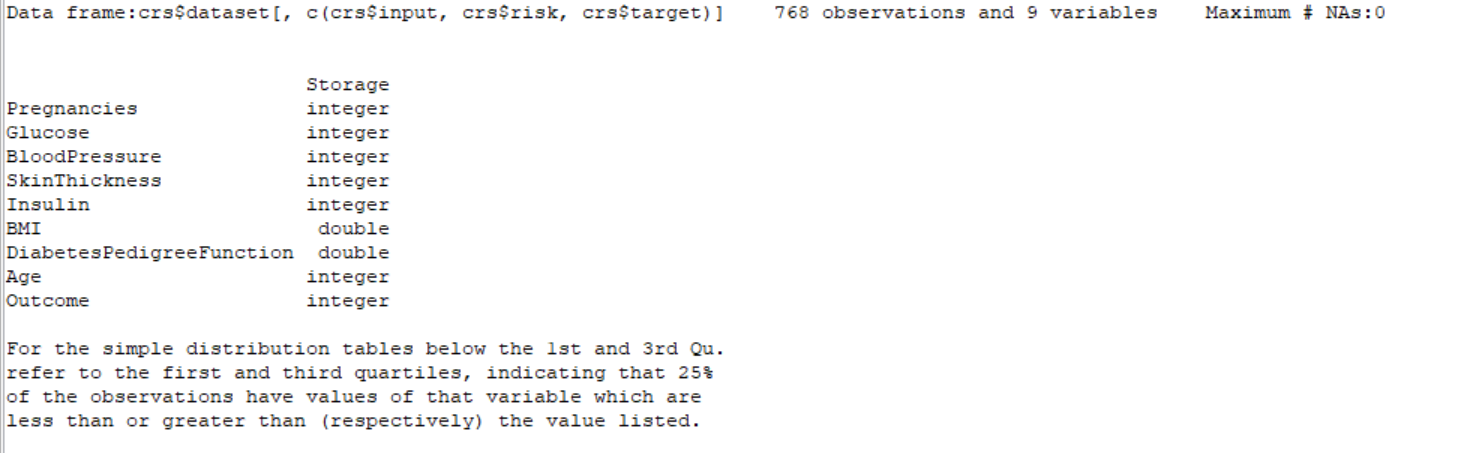 Data frame:crs$dataset[, c(crs$input, crs$risk, crs$target)]    768 observations and 9 variables    Maximum # NAs:0
Storage
Pregnancies              integer
Glucose                  integer
BloodPressure            integer
SkinThickness            integer
Insulin                  integer
BMI                       double
DiabetesPedigreeFunction  double
Age                      integer
Outcome                  integer
For the simple distribution tables below the 1st and 3rd Qu.
refer to the first and third quartiles, indicating that 25%
of the observations have values of that variable which are
less than or greater than (respectively) the value listed.